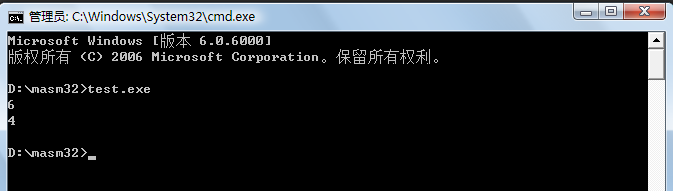 管理员: C:\Windows\System32\cmd.exe
Microsoft Windows [版本 6.0.6000]
版权所有 (C) 2006 Microsoft Corporation。保留所有权利。
D:\masm32>test.exe
6
4
D:\masm32>